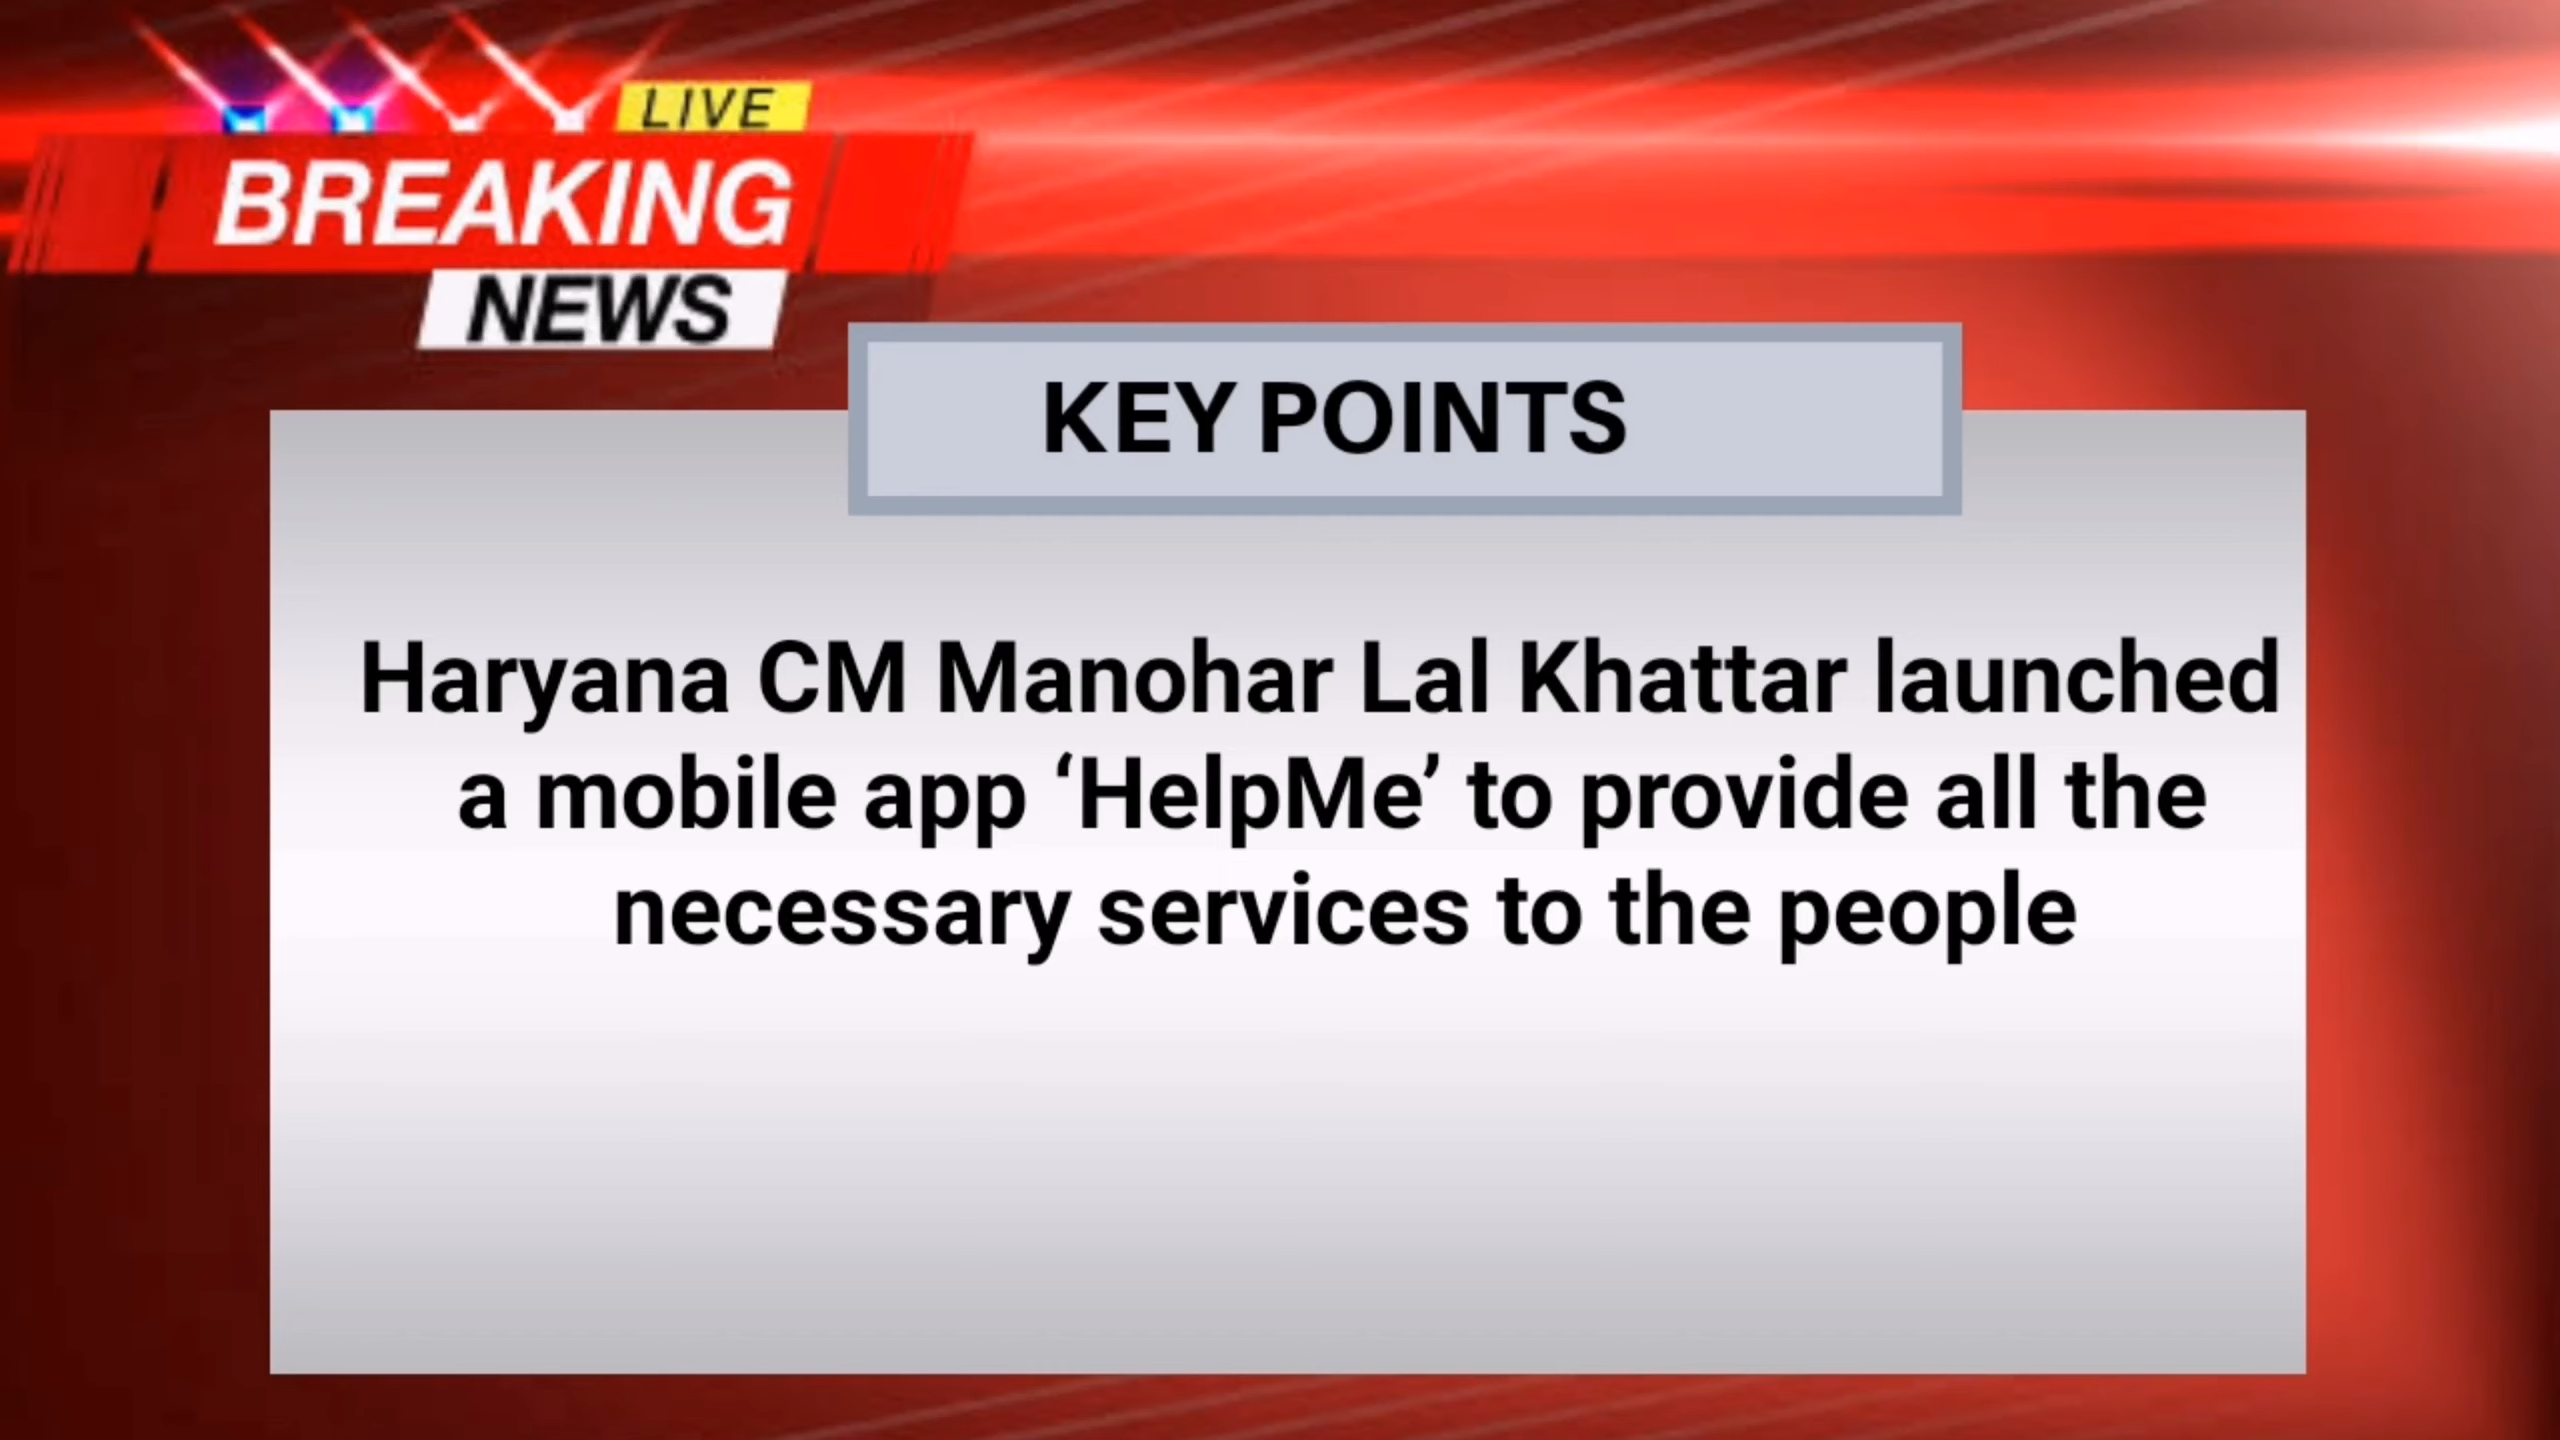 LIVE
BREAKING
NEWS
KEY POINTS
Haryana CM Manohar Lal Khattar launched
a mobile app ‘HelpMe’ to provide all the
necessary services to the people